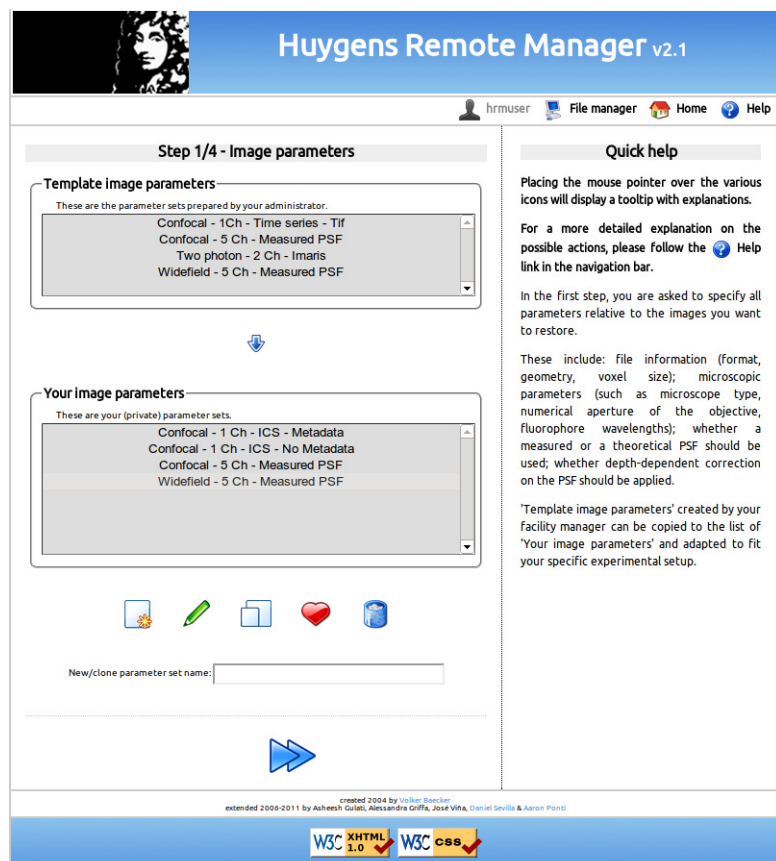 Huygens Remote Manager v2.1
hrmuser File manager Home Help
Step 1/4 - Image parameters
Template image parameters
These are the parameter sets prepared by your administrator.
Confocal - 1Ch - Time series - Tif
Confocal - 5 Ch - Measured PSF
Two photon - 2 Ch - Imaris
Widefield - 5 Ch - Measured PSF
Your image parameters
These are your (private) parameter sets.
Confocal - 1 Ch - ICS - Metadata
Confocal - 1 Ch - ICS - No Metadata
Confocal - 5 Ch - Measured PSF
Widefield - 5 Ch - Measured PSF
New/clone parameter set name:
Quick help
Placing the mouse pointer over the various
icons will display a tooltip with explanations.
For a more detailed explanation on the
possible actions, please follow the Help
link in the navigation bar.
In the first step, you are asked to specify all
parameters relative to the images you want
to restore.
These include: file information (format,
geometry, voxel size); microscopic
parameters (such as microscope type,
numerical aperture of the objective,
fluorophore wavelengths); whether a
measured or a theoretical PSF should be
used; whether depth-dependent correction
on the PSF should be applied.
'Template image parameters' created by your
facility manager can be copied to the list of
'Your image parameters' and adapted to fit
your specific experimental setup.
created 2004 by Volker Baecker
extended 2006-2011 by Asheesh Gulati, Alessandra Griffa, José Viña, Daniel Sevilla & Aaron Ponti
W3C XHTML 1.0 W3C css